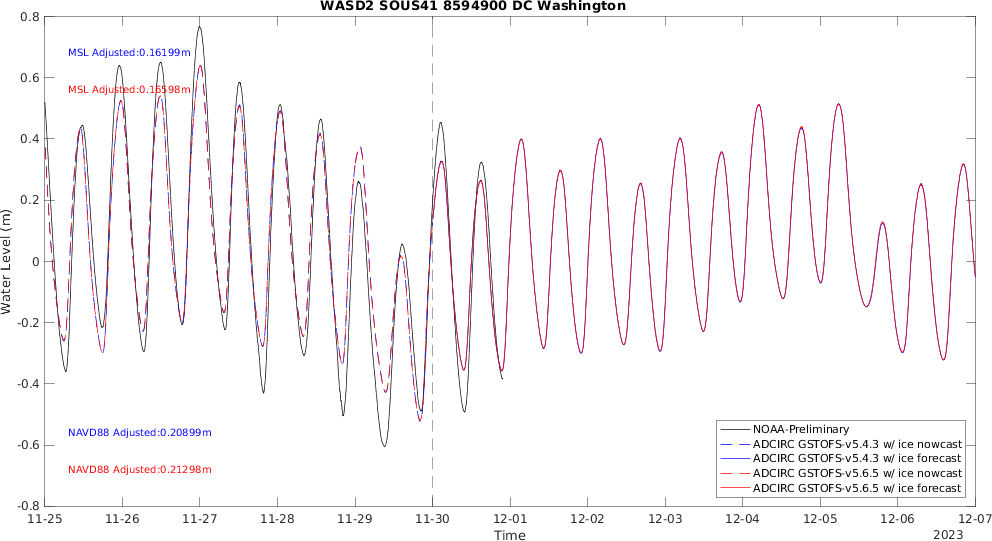 WASD2 SOUS41 8594900 DC Washington
0.8
0.6
0.4
0.2
0
-0.2
-0.4
-0.6
-0.8
Water Level (m)
MSL Adjusted:0.16199m
MSL Adjusted:0.16598m
NAVD88 Adjusted:0.20899m
NAVD88 Adjusted:0.21298m
NOAA-Preliminary
ADCIRC GSTOFS-v5.4.3 w/ ice nowcast
ADCIRC GSTOFS-v5.4.3 w/ ice forecast
ADCIRC GSTOFS-v5.6.5 w/ ice nowcast
ADCIRC GSTOFS-v5.6.5 w/ ice forecast
11-25 11-26 11-27 11-28 11-29 11-30 12-01 12-02 12-03 12-04 12-05 12-06 12-07
Time
2023